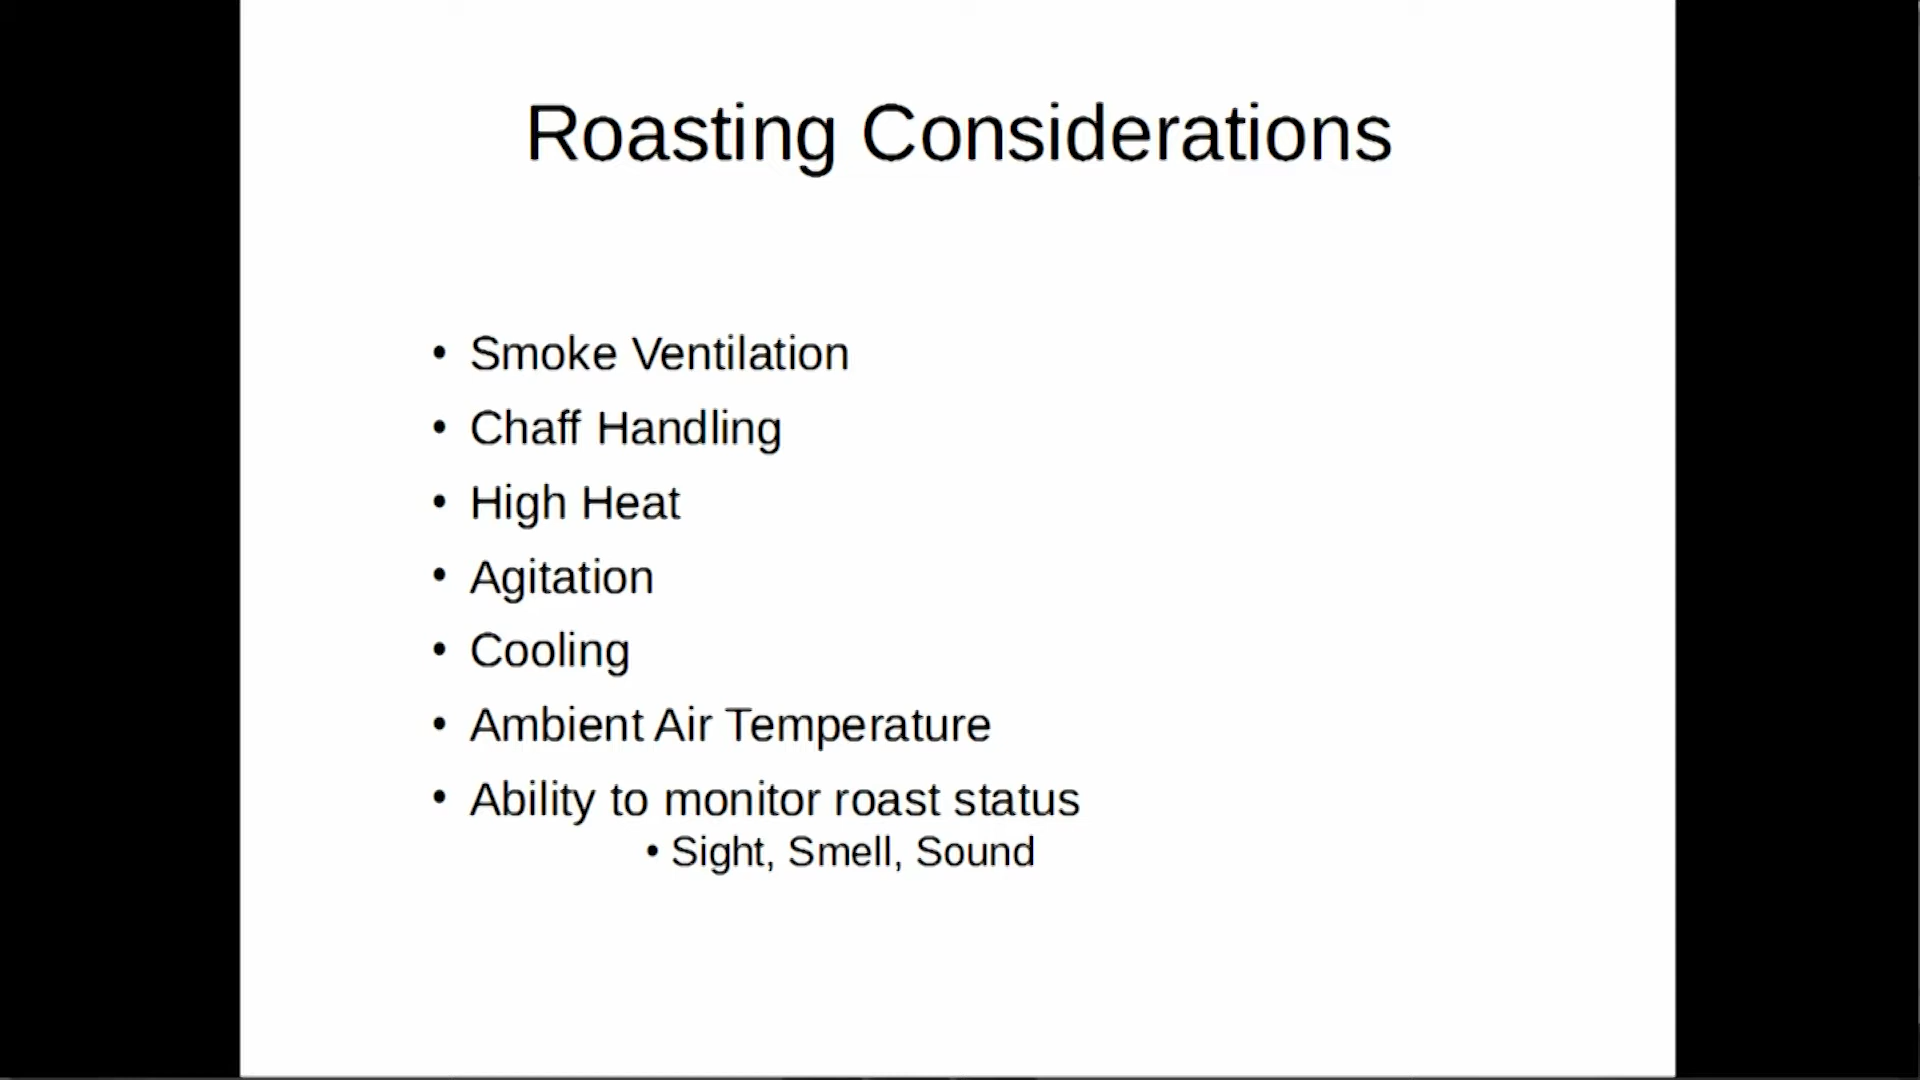 Roasting Considerations
• Smoke Ventilation
• Chaff Handling
• High Heat
• Agitation
• Cooling
• Ambient Air Temperature
• Ability to monitor roast status
• Sight, Smell, Sound